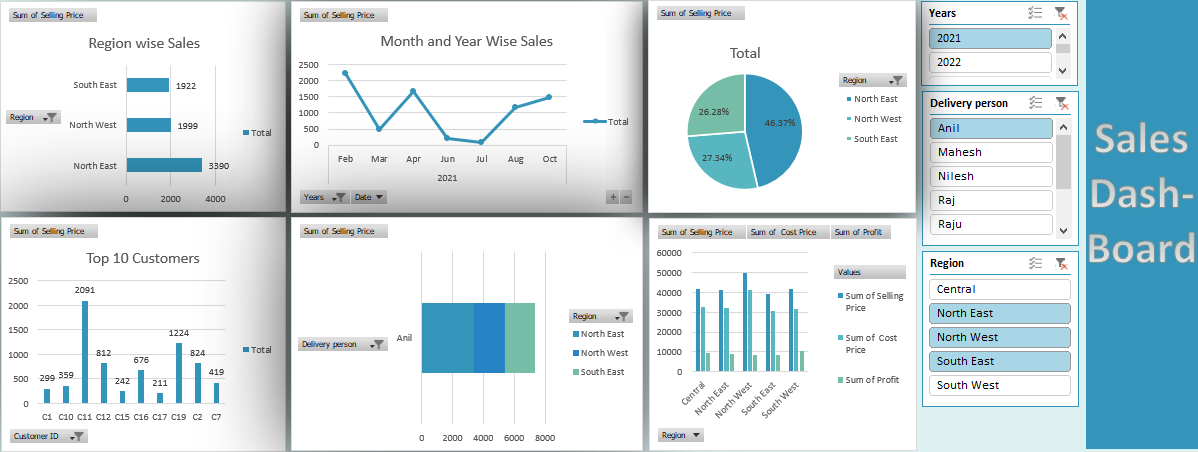 Sum of Selling Price
Region wise Sales
South East
1922
Region
North West
1999
Total
North East
3390
0
2000
4000
Sum of Selling Price
Month and Year Wise Sales
2500
2000
1500
1000
500
0
Total
Feb
Mar
Apr
Jun
Jul
Aug
Oct
2021
Years
Date
+
−
Sum of Selling Price
Total
26.28%
46.37%
27.34%
Region
North East
North West
South East
Years
2021
2022
Delivery person
Anil
Mahesh
Nilesh
Raj
Raju
Region
Central
North East
North West
South East
South West
Sales
Dash-
Board
Sum of Selling Price
Top 10 Customers
2500
2000
1500
1000
500
0
299
359
2091
812
242
676
211
1224
824
419
Total
C1
C10
C11
C12
C15
C16
C17
C19
C2
C7
Customer ID
Sum of Selling Price
Delivery person
Anil
Region
North East
North West
South East
0
2000
4000
6000
8000
Sum of Selling Price
Sum of Cost Price
Sum of Profit
60000
50000
40000
30000
20000
10000
0
Central
North East
North West
South East
South West
Values
Sum of Selling
Price
Sum of Cost
Price
Sum of Profit
Region